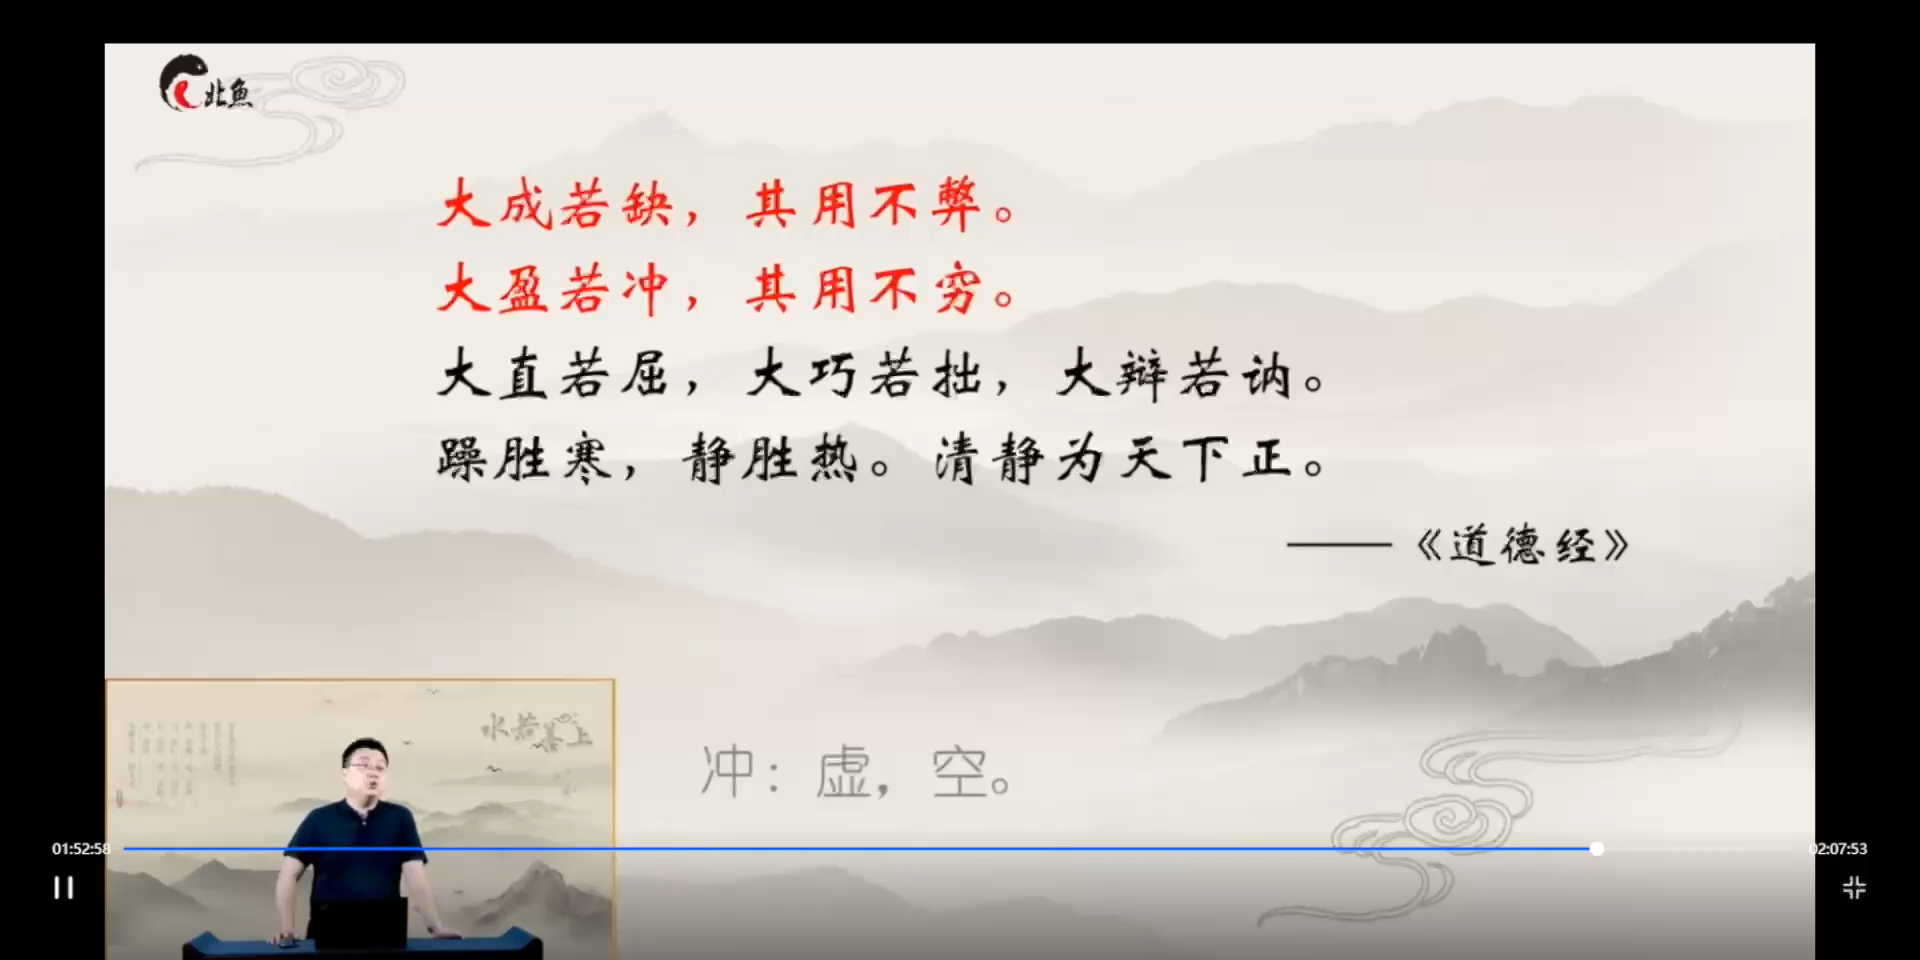 北鱼
大成若缺，其用不弊。
大盈若冲，其用不穷。
大直若屈，大巧若拙，大辩若讷。
躁胜寒，静胜热。清静为天下正。
——《道德经》
上善若水
冲：虚，空。
01:52:58
02:07:53